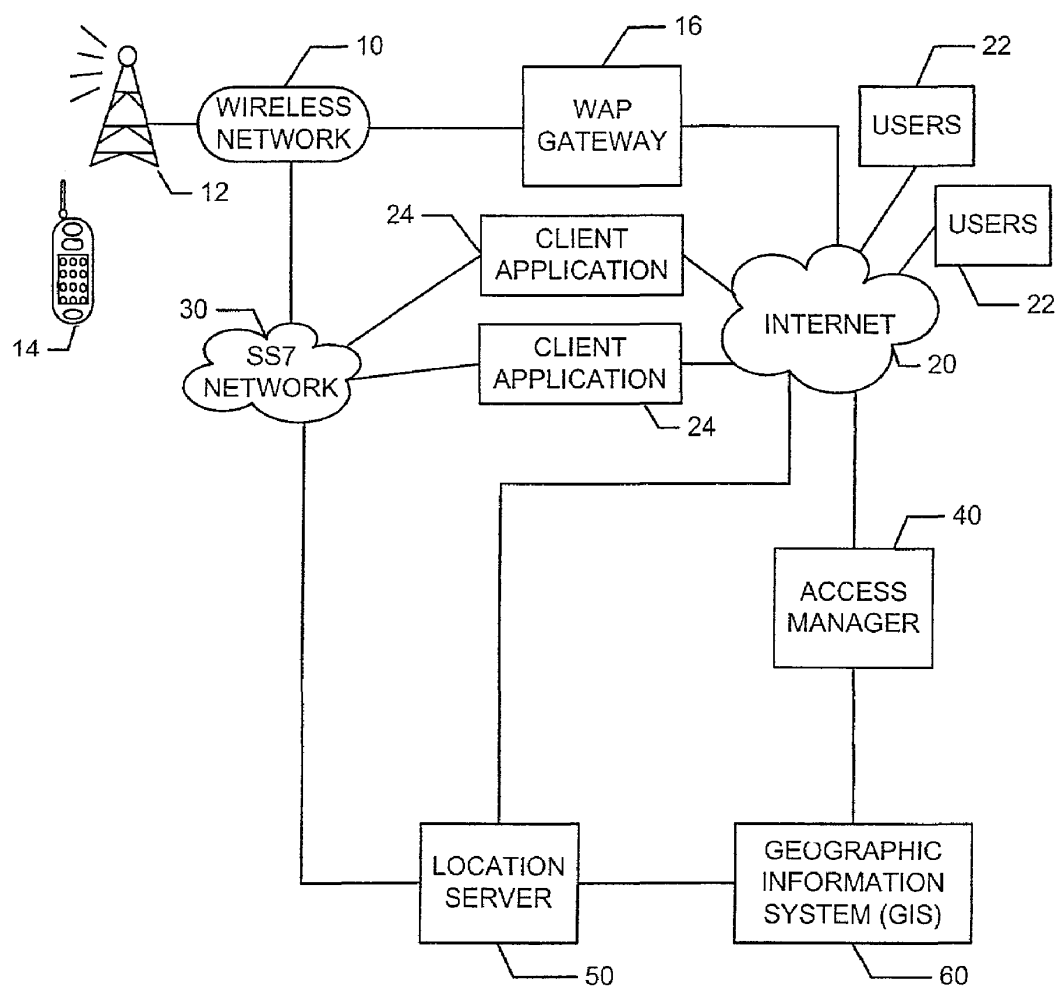 10
16
22
WIRELESS
NETWORK
WAP
GATEWAY
USERS
12
24
CLIENT
APPLICATION
USERS
22
14
30
SS7
NETWORK
CLIENT
APPLICATION
24
INTERNET
20
40
ACCESS
MANAGER
LOCATION
SERVER
50
GEOGRAPHIC
INFORMATION
SYSTEM (GIS)
60